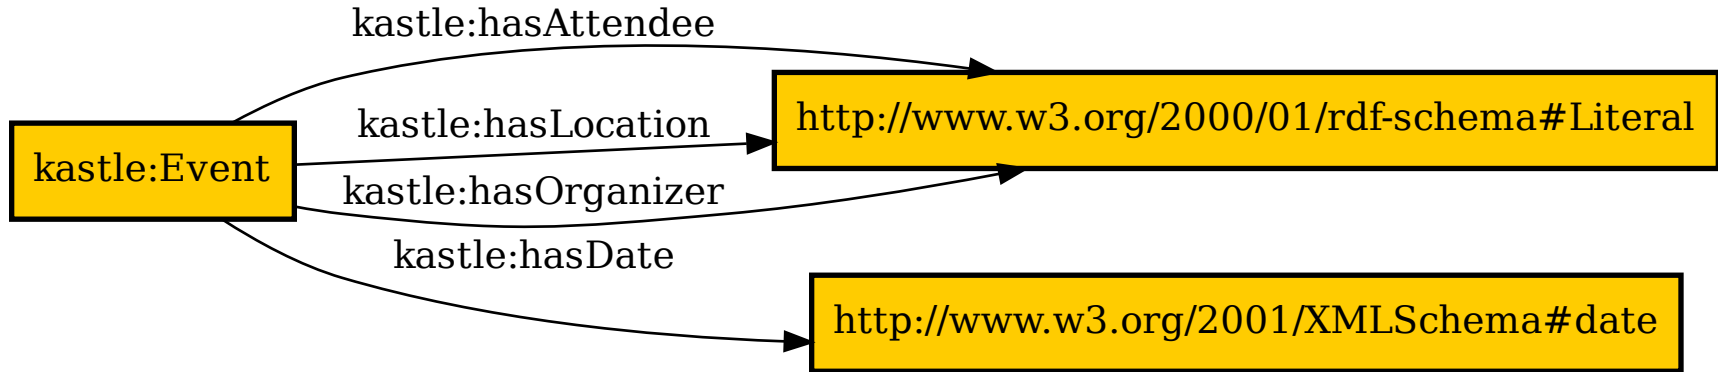 kastle:hasAttendee
http://www.w3.org/2000/01/rdf-schema#Literal
kastle:hasLocation
kastle:Event
kastle:hasOrganizer
kastle:hasDate
http://www.w3.org/2001/XMLSchema#date